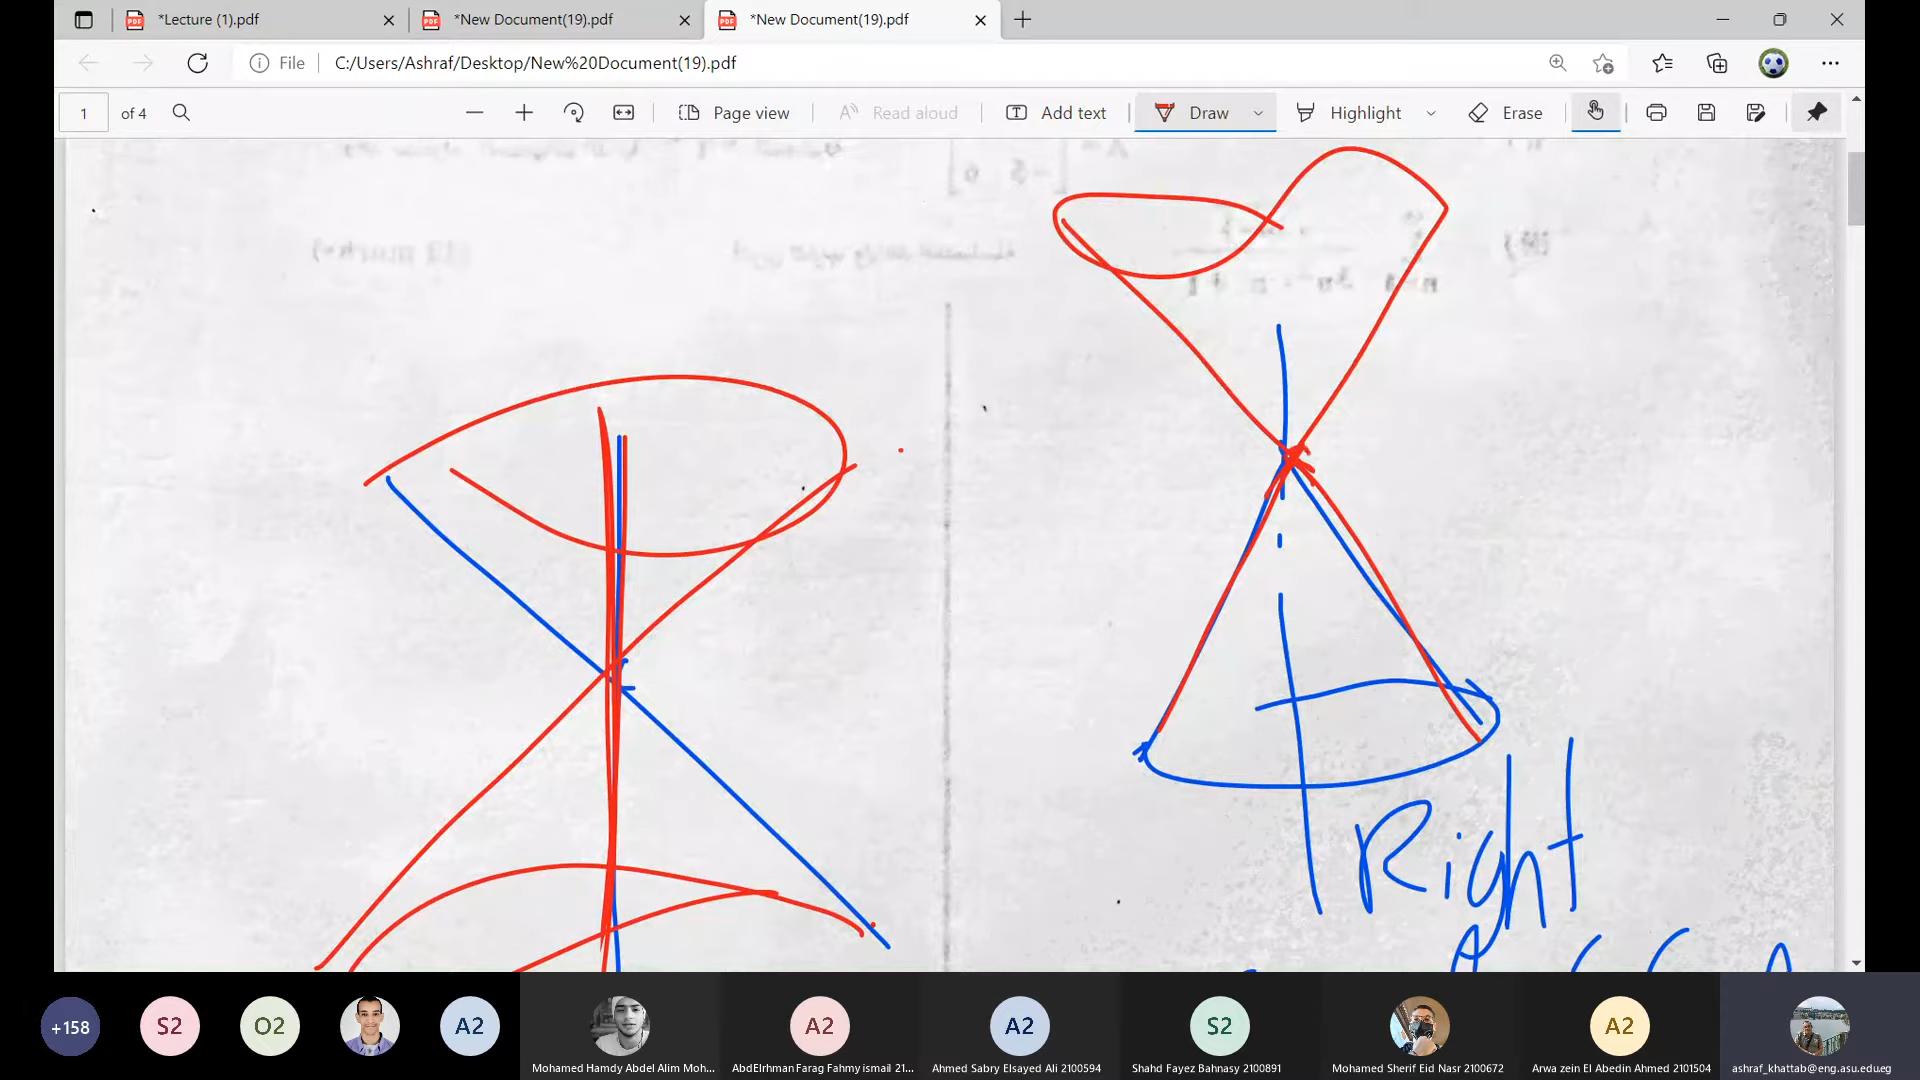 *Lecture (1).pdf
*New Document(19).pdf
*New Document(19).pdf
File
C:/Users/Ashraf/Desktop/New%20Document(19).pdf
1 of 4
Page view
Read aloud
Add text
Draw
Highlight
Erase
Right
+158
S2
O2
A2
A2
A2
S2
A2
Mohamed Hamdy Abdel Alim Moh...
AbdElrhman Farag Fahmy ismail 21...
Ahmed Sabry Elsayed Ali 2100594
Shahd Fayez Bahnasy 2100891
Mohamed Sherif Eid Nasr 2100672
Arwa zein El Abedin Ahmed 2101504
ashraf_khattab@eng.asu.edu.eg